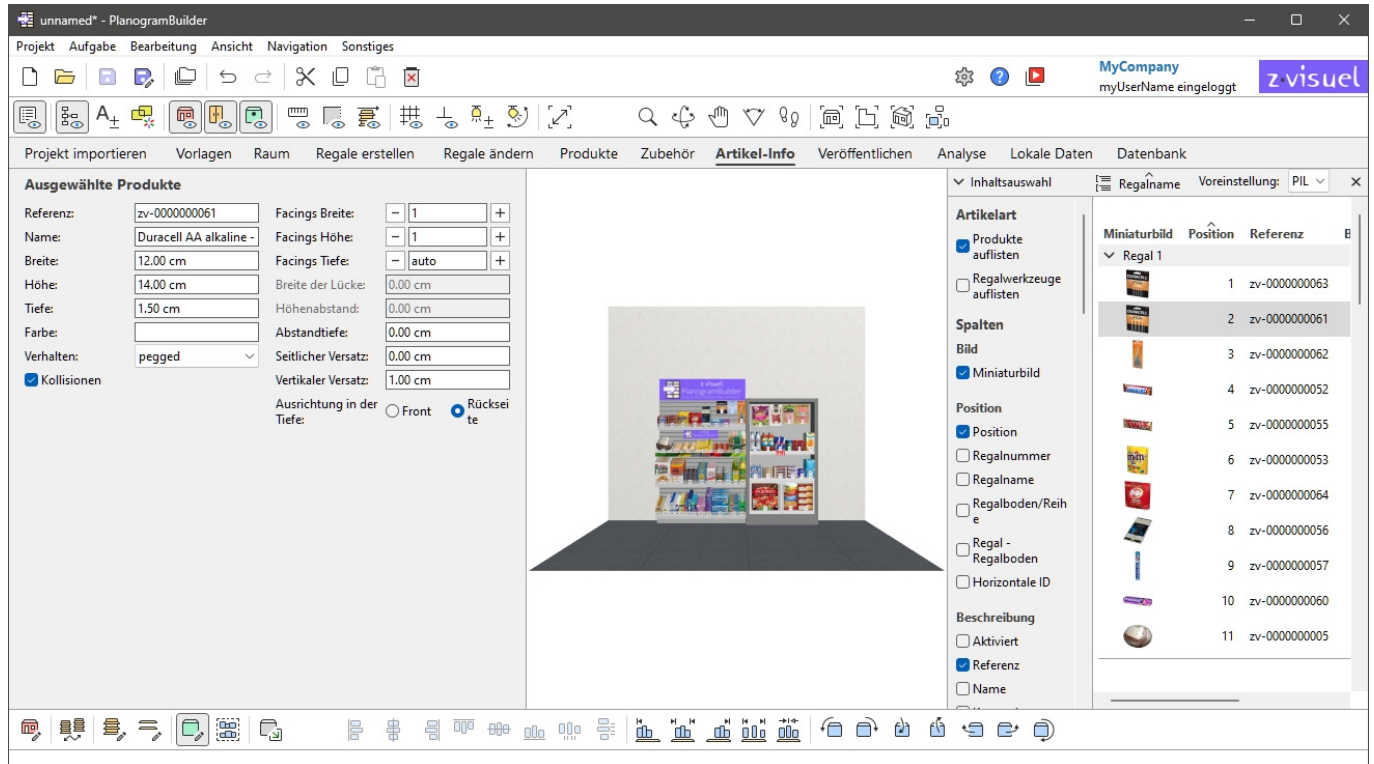 unnamed* - PlanogramBuilder
Projekt Aufgabe Bearbeitung Ansicht Navigation Sonstiges
MyCompany
myUserName eingeloggt
z·visuel
Projekt importieren Vorlagen Raum Regale erstellen Regale ändern Produkte Zubehör Artikel-Info Veröffentlichen Analyse Lokale Daten Datenbank
Ausgewählte Produkte
Referenz: zv-0000000061 Facings Breite: - 1 +
Name: Duracell AA alkaline - Facings Höhe: - 1 +
Breite: 12.00 cm Facings Tiefe: - auto +
Höhe: 14.00 cm Breite der Lücke: 0.00 cm
Tiefe: 1.50 cm Höhenabstand: 0.00 cm
Farbe: Abstandtiefe: 0.00 cm
Verhalten: pegged Seitlicher Versatz: 0.00 cm
Kollisionen Vertikaler Versatz: 1.00 cm
Ausrichtung in der Tiefe: Front Rückseite
z·visuel
PlanogramBuilder
Inhaltsauswahl
Artikelart
Produkte
auflisten
Regalwerkzeuge
auflisten
Spalten
Bild
Miniaturbild
Position
Position
Regalnummer
Regalname
Regalboden/Reih
e
Regal -
Regalboden
Horizontale ID
Beschreibung
Aktiviert
Referenz
Name
Regalname Voreinstellung: PIL
Miniaturbild Position Referenz B
Regal 1
1 zv-0000000063
2 zv-0000000061
3 zv-0000000062
4 zv-0000000052
5 zv-0000000055
6 zv-0000000053
7 zv-0000000064
8 zv-0000000056
9 zv-0000000057
10 zv-0000000060
11 zv-0000000005